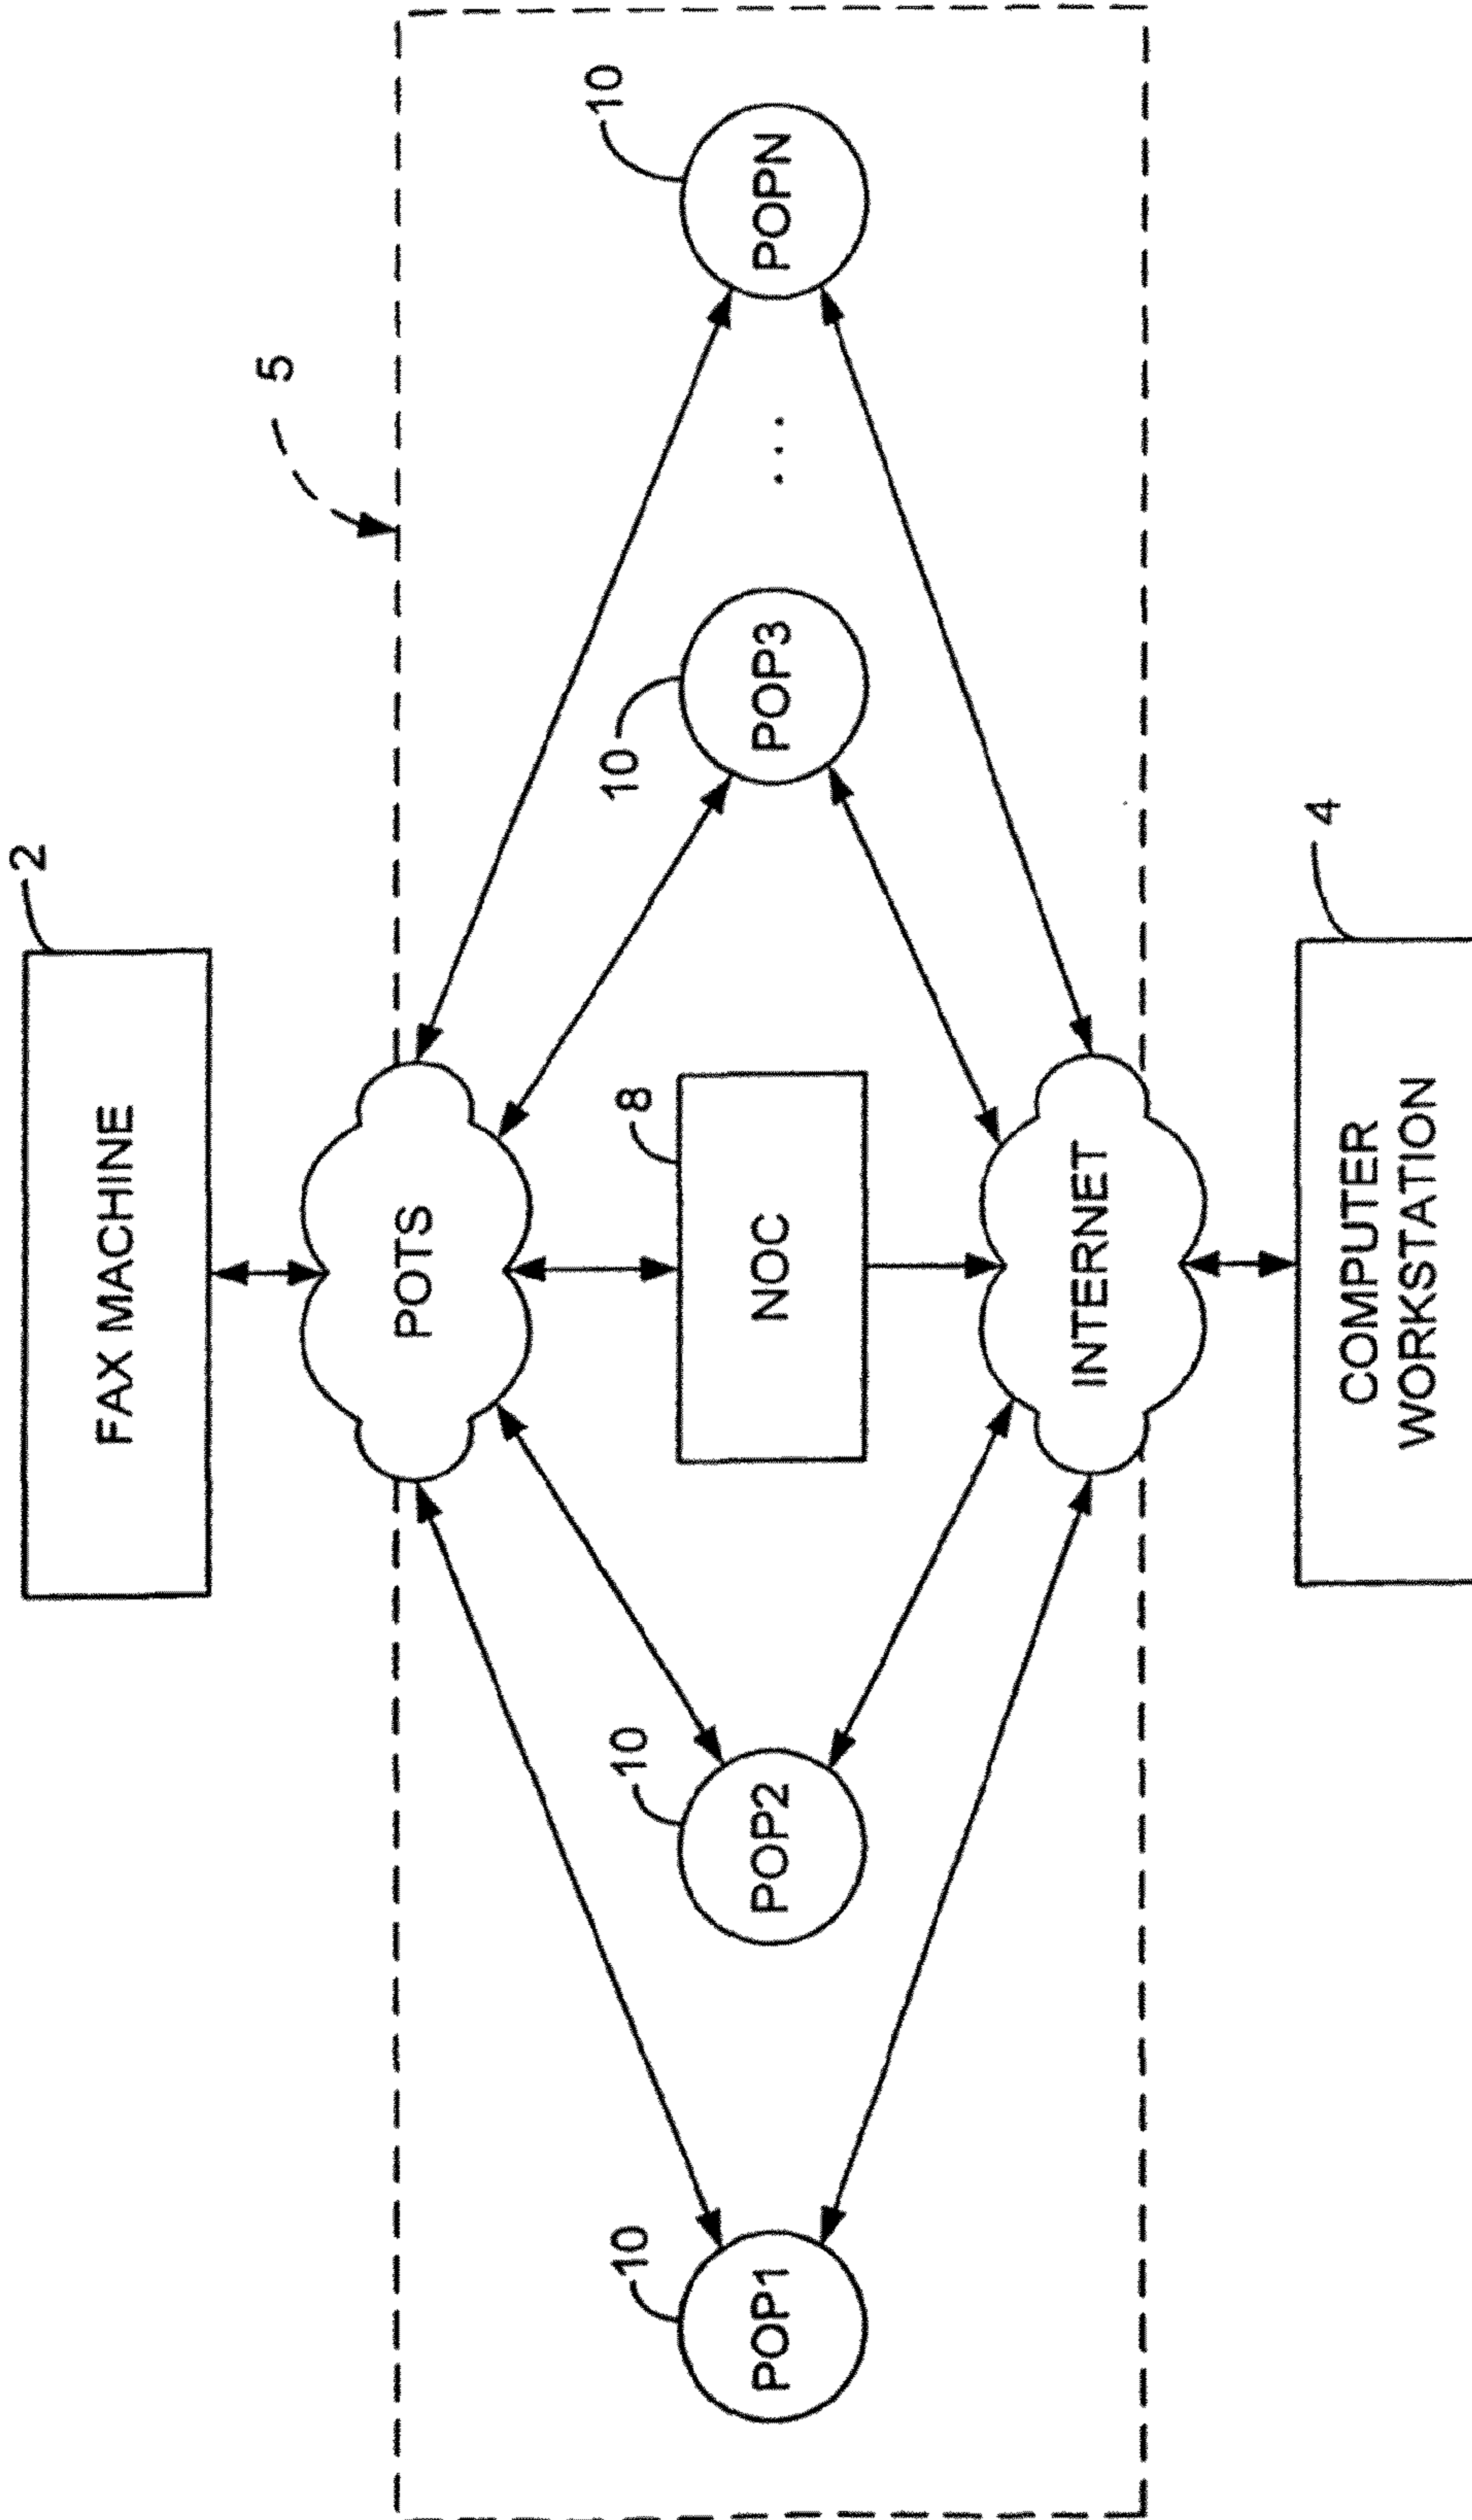 FAX MACHINE
2
5
POTS
10
10
8
10
10
POP1
POP2
NOC
POP3
. . .
POPN
INTERNET
4
COMPUTER
WORKSTATION